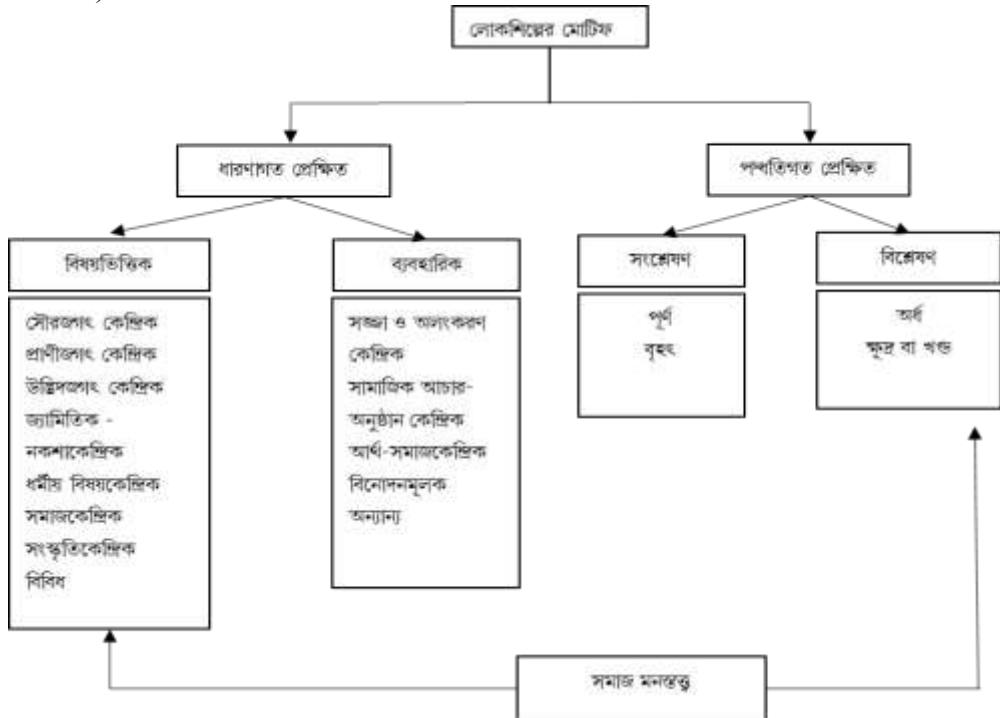 লোকশিল্পের মোটিফ
ধারণাগত প্রেক্ষিত
পদ্ধতিগত প্রেক্ষিত
বিষয়ভিত্তিক
ব্যবহারিক
সংশ্লেষণ
বিশ্লেষণ
সৌরজগৎ কেন্দ্রিক
প্রাণীজগৎ কেন্দ্রিক
উদ্ভিদজগৎ কেন্দ্রিক
জ্যামিতিক -
নকশাকেন্দ্রিক
ধর্মীয় বিষয়কেন্দ্রিক
সমাজকেন্দ্রিক
সংস্কৃতিকেন্দ্রিক
বিবিধ
সজ্জা ও অলংকরণ
কেন্দ্রিক
সামাজিক আচার-
অনুষ্ঠান কেন্দ্রিক
আর্থ-সমাজকেন্দ্রিক
বিনোদনমূলক
অন্যান্য
পূর্ণ
বৃহৎ
অর্ধ
ক্ষুদ্র বা খণ্ড
সমাজ মনস্তত্ত্ব